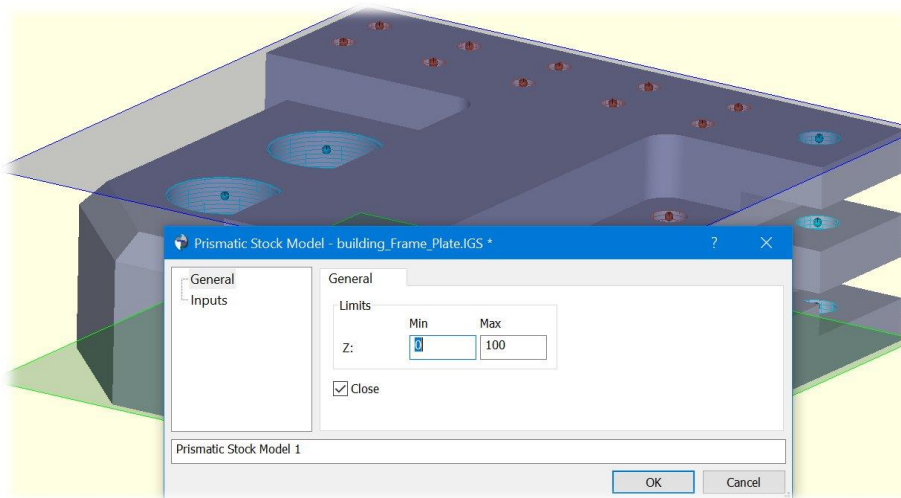 Prismatic Stock Model - building_Frame_Plate.IGS * ?
General
Inputs
General
Limits
Min Max
Z: 0 100
Close
Prismatic Stock Model 1
OK Cancel